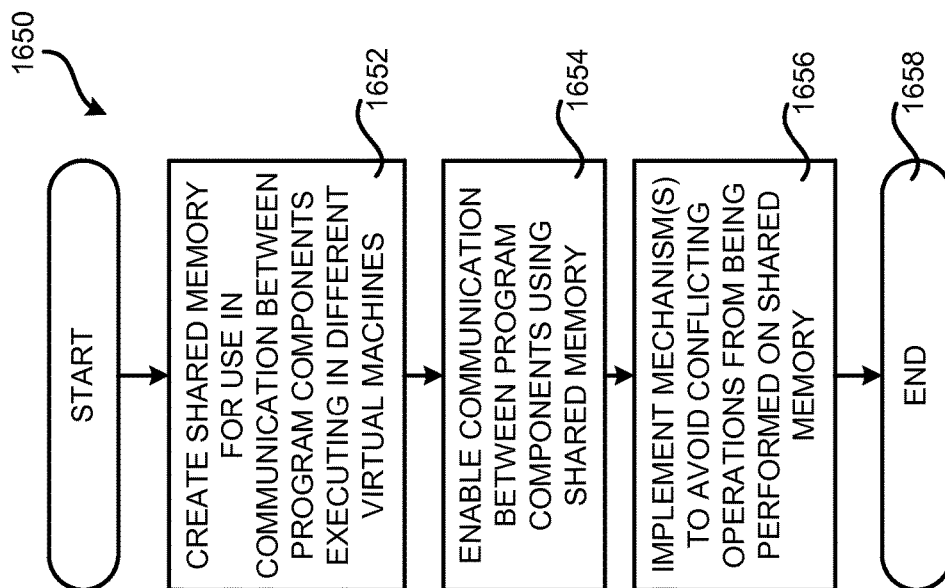 1650
START
CREATE SHARED MEMORY
FOR USE IN
COMMUNICATION BETWEEN
PROGRAM COMPONENTS
EXECUTING IN DIFFERENT
VIRTUAL MACHINES
1652
ENABLE COMMUNICATION
BETWEEN PROGRAM
COMPONENTS USING
SHARED MEMORY
1654
IMPLEMENT MECHANISM(S)
TO AVOID CONFLICTING
OPERATIONS FROM BEING
PERFORMED ON SHARED
MEMORY
1656
END
1658